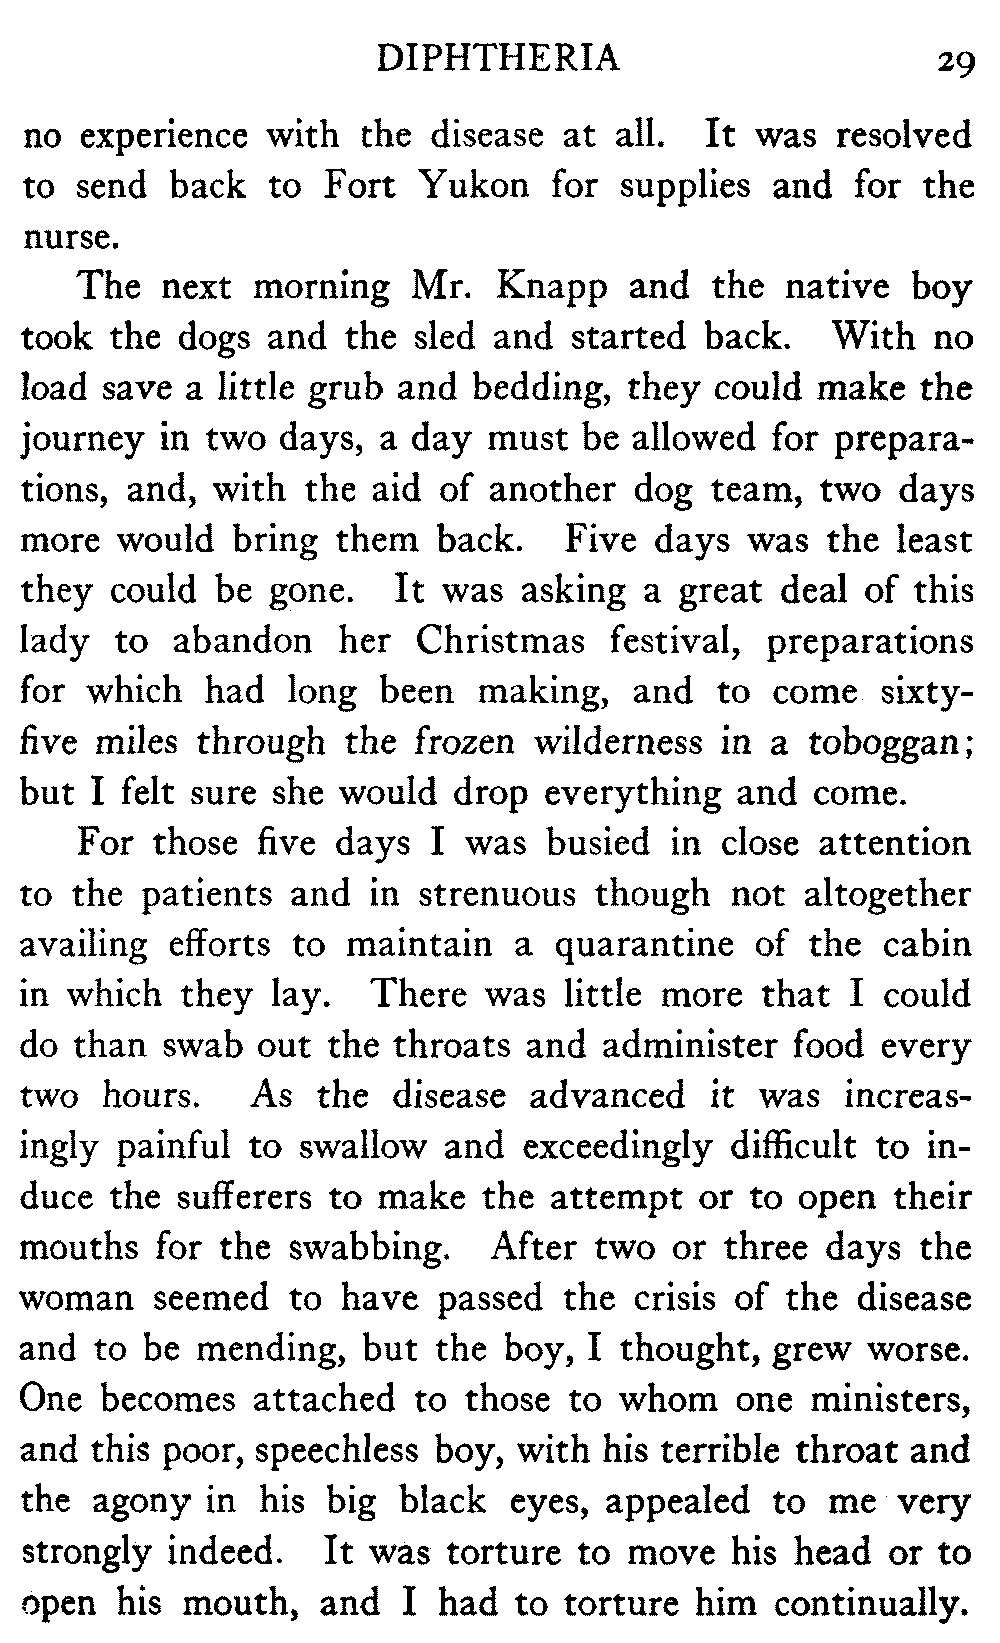 DIPHTHERIA 29
no experience with the disease at all. It was resolved
to send back to Fort Yukon for supplies and for the
nurse.
The next morning Mr. Knapp and the native boy
took the dogs and the sled and started back. With no
load save a little grub and bedding, they could make the
journey in two days, a day must be allowed for prepara-
tions, and, with the aid of another dog team, two days
more would bring them back. Five days was the least
they could be gone. It was asking a great deal of this
lady to abandon her Christmas festival, preparations
for which had long been making, and to come sixty-
five miles through the frozen wilderness in a toboggan;
but I felt sure she would drop everything and come.
For those five days I was busied in close attention
to the patients and in strenuous though not altogether
availing efforts to maintain a quarantine of the cabin
in which they lay. There was little more that I could
do than swab out the throats and administer food every
two hours. As the disease advanced it was increas-
ingly painful to swallow and exceedingly difficult to in-
duce the sufferers to make the attempt or to open their
mouths for the swabbing. After two or three days the
woman seemed to have passed the crisis of the disease
and to be mending, but the boy, I thought, grew worse.
One becomes attached to those to whom one ministers,
and this poor, speechless boy, with his terrible throat and
the agony in his big black eyes, appealed to me very
strongly indeed. It was torture to move his head or to
open his mouth, and I had to torture him continually.